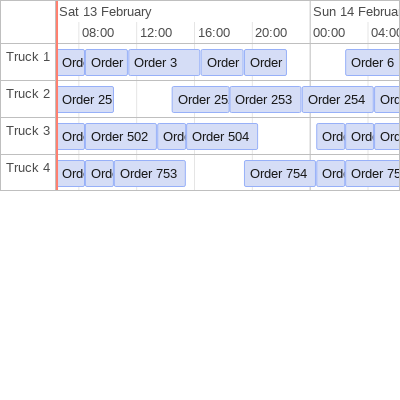 Sat 13 February Sun 14 Februa
08:00 12:00 16:00 20:00 00:00 04:00
Truck 1 Ord Order Order 3 Order Order Order 6
Truck 2 Order 25 Order 25 Order 253 Order 254 Ord
Truck 3 Ord Order 502 Ord Order 504 Ord Ord Ord
Truck 4 Ord Ord Order 753 Order 754 Ord Order 75